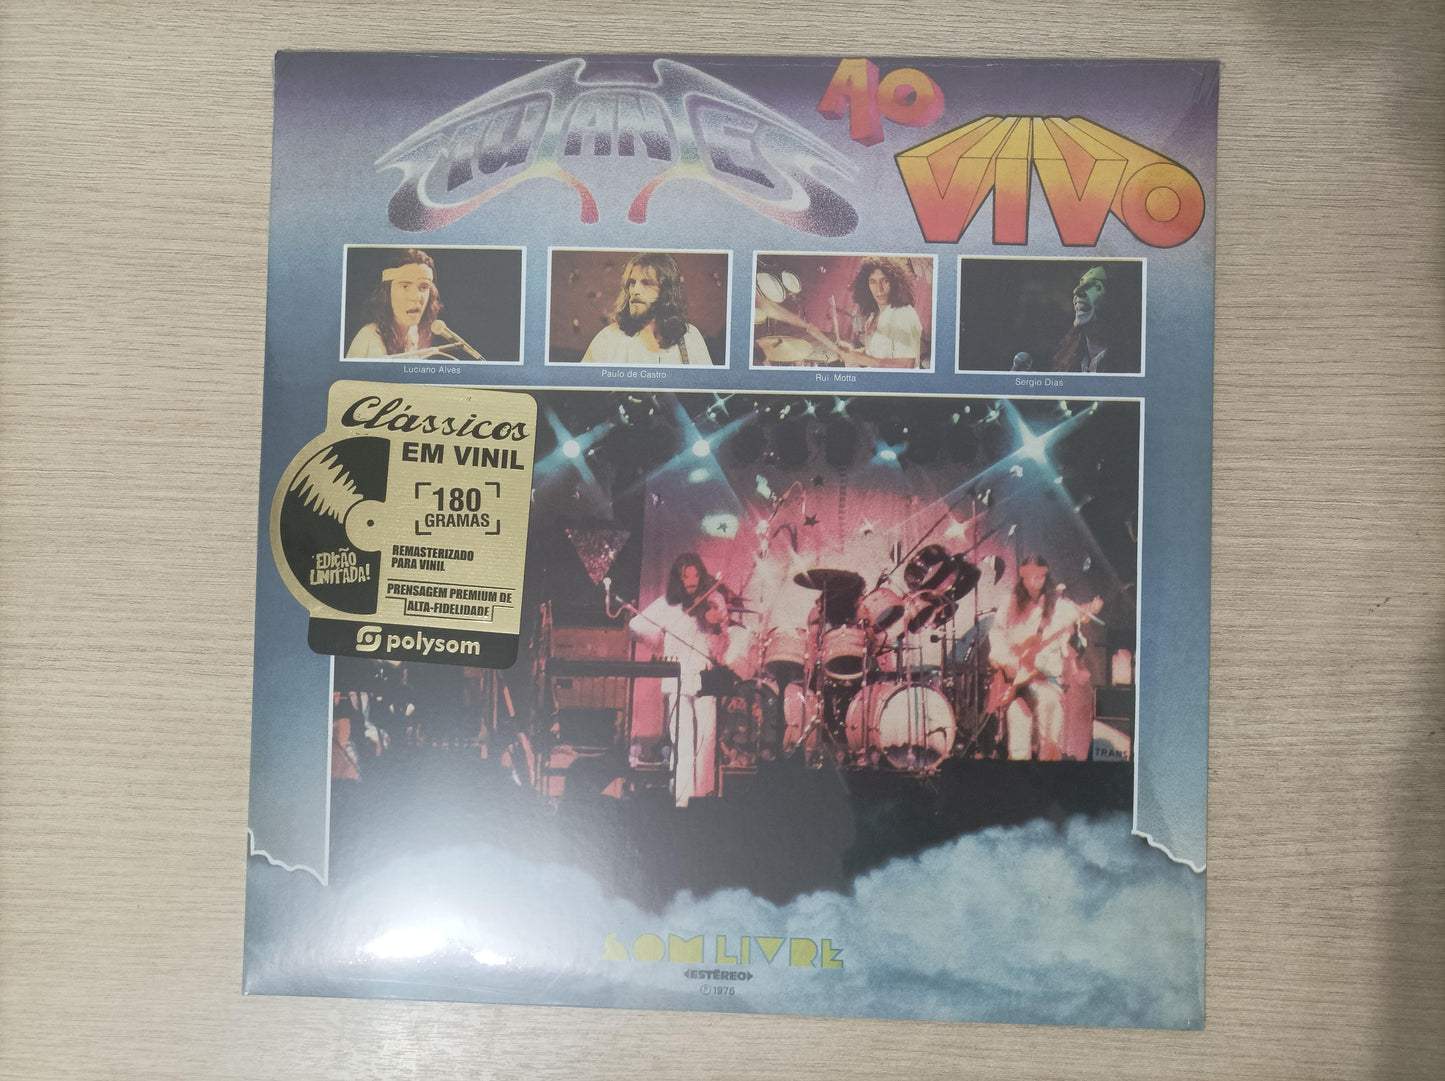 MUTANTES
AO
VIVO
Luciano Alves
Paulo de Castro
Rui Motta
Sergio Dias
Clássicos
EM VINIL
180
GRAMAS
REMASTERIZADO
PARA VINIL
EDIÇÃO
LIMITADA!
PRENSAGEM PREMIUM DE
ALTA-FIDELIDADE
polysom
TRANS
SOM LIVRE
ESTÉREO
℗ 1976